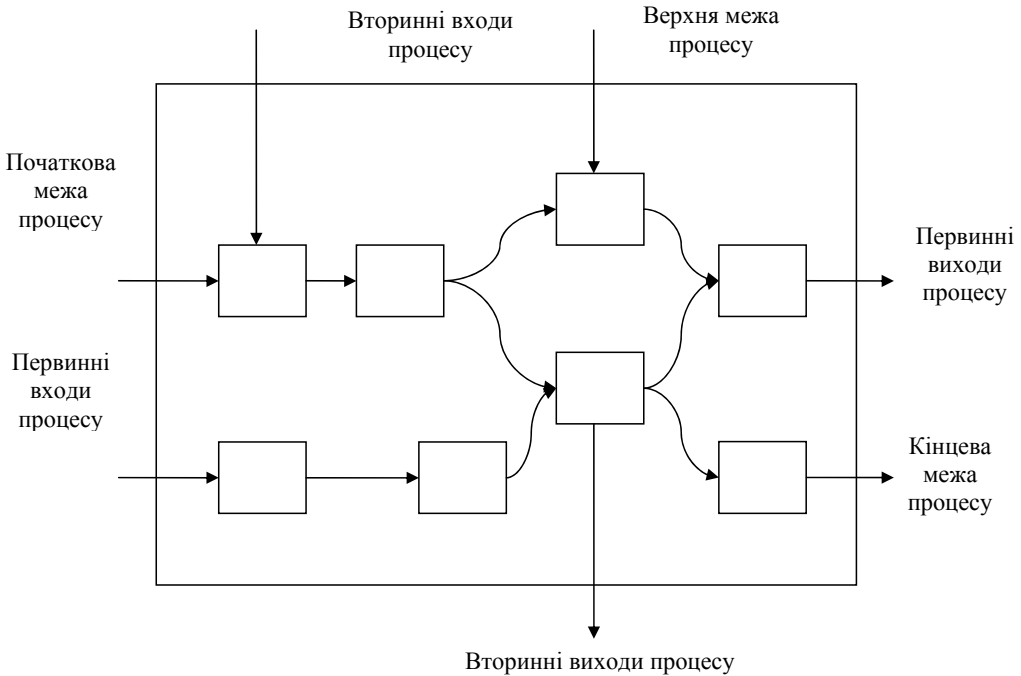 Вторинні входи
процесу
Верхня межа
процесу
Початкова
межа
процесу
Первинні
виходи
процесу
Первинні
входи
процесу
Кінцева
межа
процесу
Вторинні виходи процесу